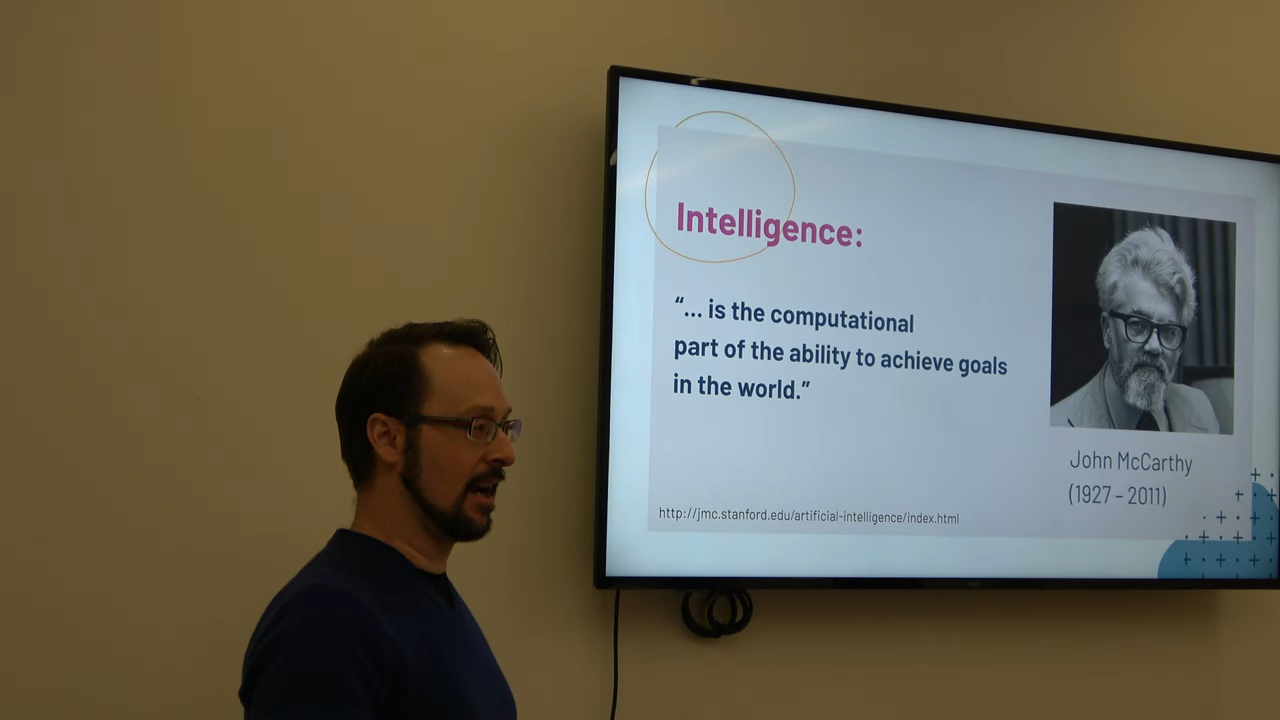 Intelligence:
“... is the computational
part of the ability to achieve goals
in the world.”
John McCarthy
(1927 – 2011)
http://jmc.stanford.edu/artificial-intelligence/index.html